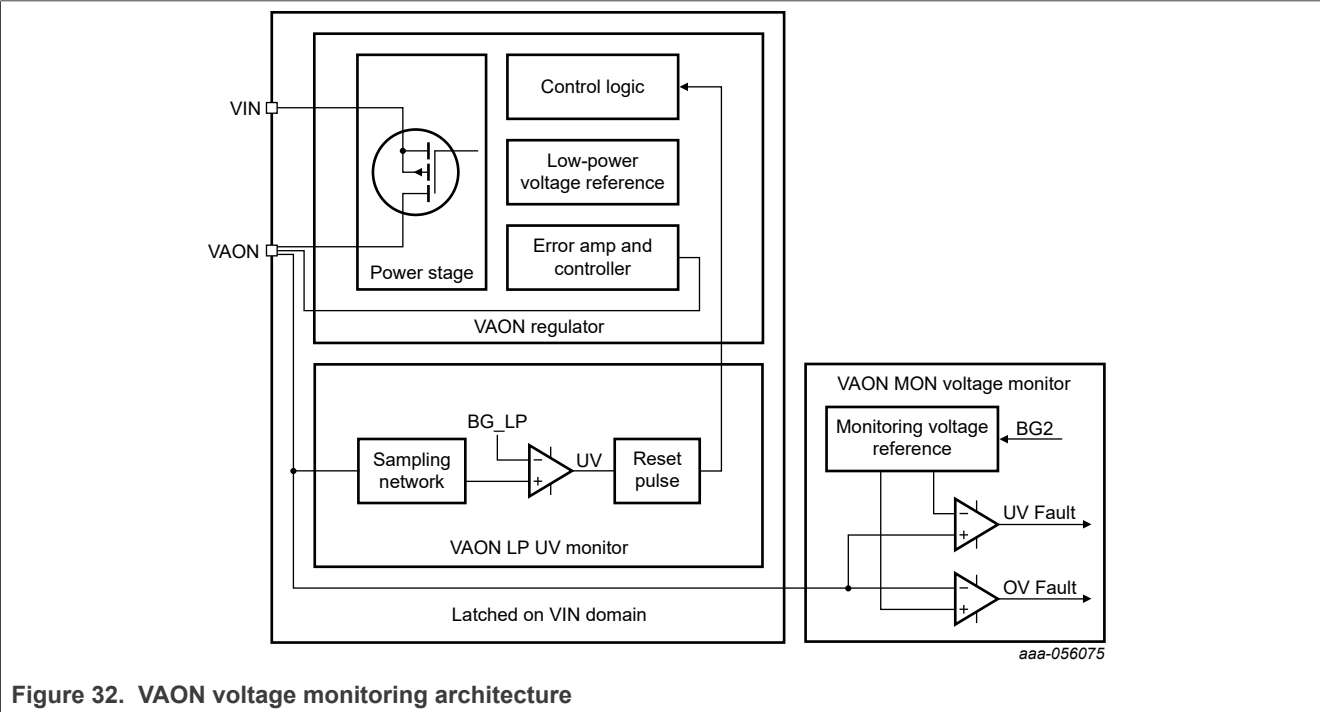 VIN
VAON
Control logic
Low-power
voltage reference
Error amp and
controller
Power stage
VAON regulator
BG_LP
Sampling
network
−
+
UV
Reset
pulse
VAON LP UV monitor
Latched on VIN domain
VAON MON voltage monitor
Monitoring voltage
reference
BG2
−
+
UV Fault
−
+
OV Fault
aaa-056075
Figure 32. VAON voltage monitoring architecture